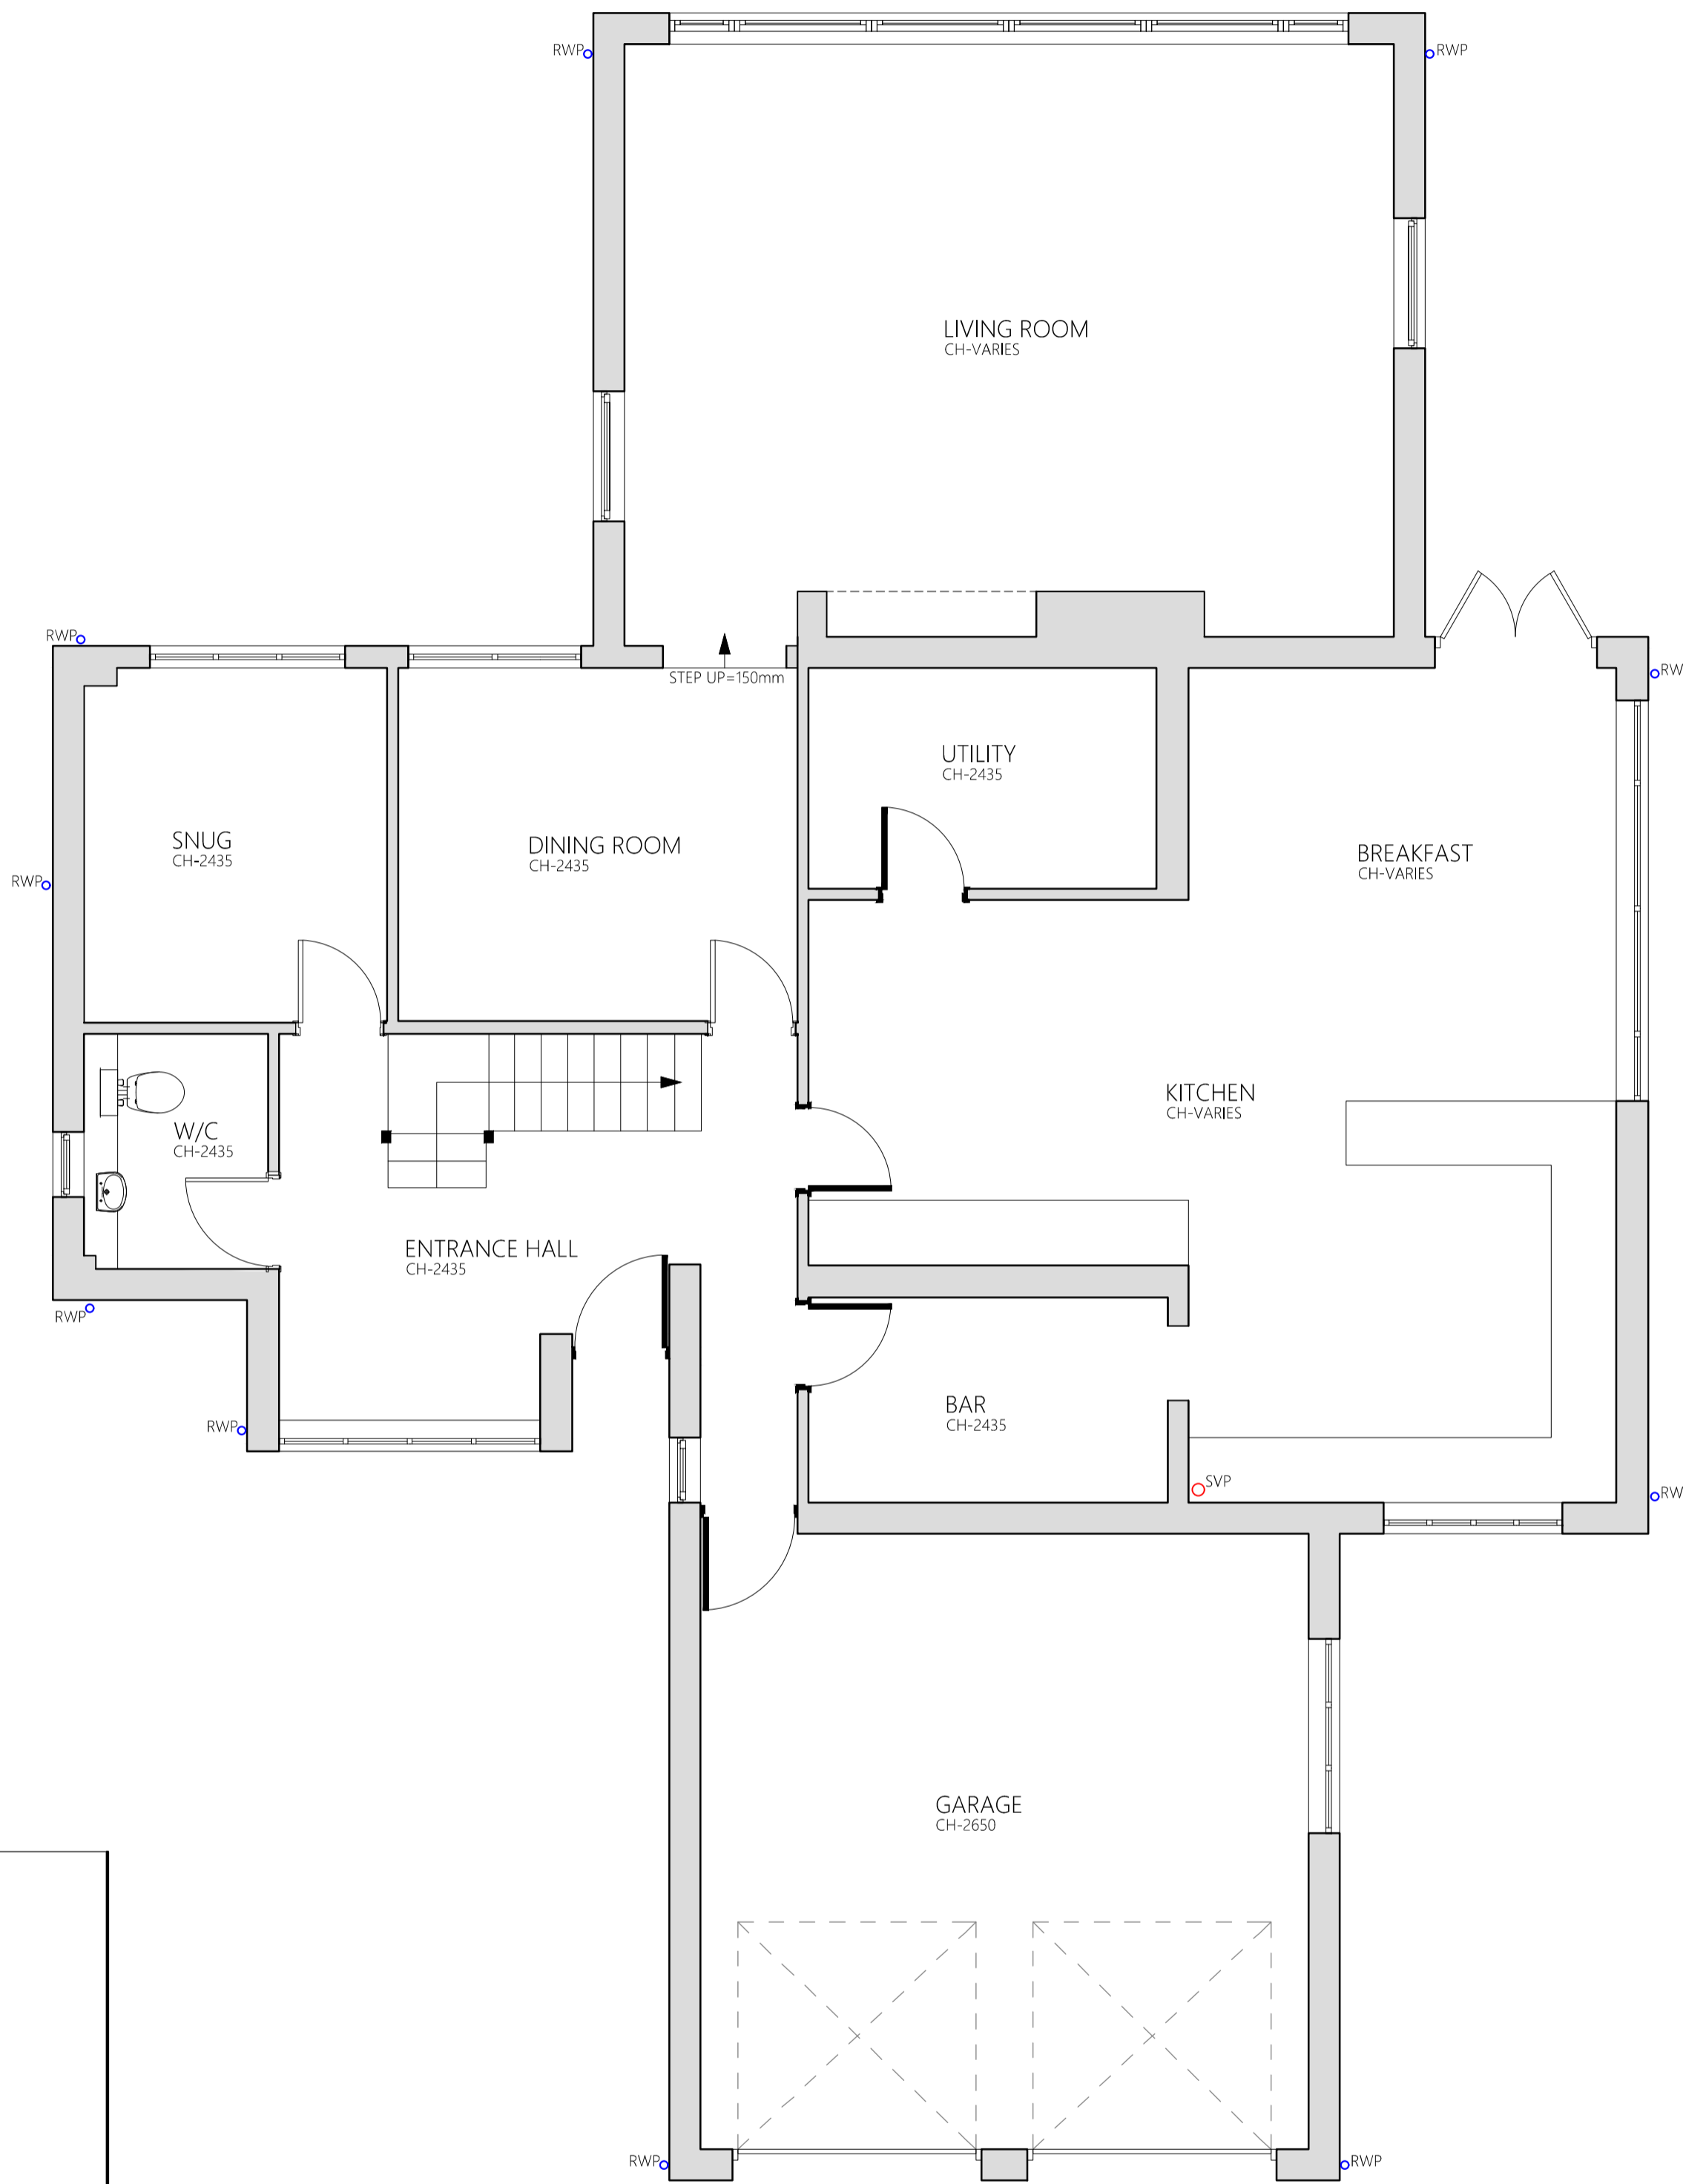 RWP
RWP
LIVING ROOM
CH-VARIES
RWP
STEP UP=150mm
RW
UTILITY
CH-2435
SNUG
CH-2435
DINING ROOM
CH-2435
BREAKFAST
CH-VARIES
RWP
KITCHEN
CH-VARIES
W/C
CH-2435
ENTRANCE HALL
CH-2435
RWP
BAR
CH-2435
RWP
SVP
RW
GARAGE
CH-2650
RWP
RWP